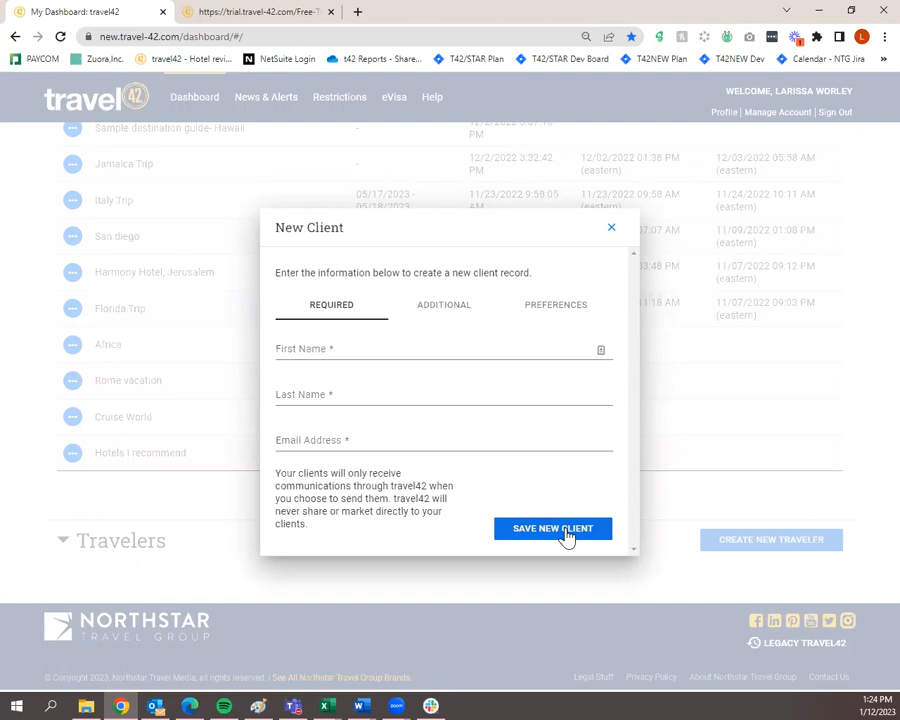 My Dashboard: travel42
https://trial.travel-42.com/Free-T
new.travel-42.com/dashboard/#/
PAYCOM
Zuora,Inc.
travel42 - Hotel revi...
NetSuite Login
t42 Reports - Share...
T42/STAR Plan
T42/STAR Dev Board
T42NEW Plan
T42NEW Dev
Calendar - NTG Jira
travel 42
Dashboard
News & Alerts
Restrictions
eVisa
Help
WELCOME, LARISSA WORLEY
Profile | Manage Account | Sign Out
Sample destination guide- Hawaii
-
PM
Jamaica Trip
-
12/2/2022 3:32:42
PM
12/02/2022 01:38 PM
(eastern)
12/03/2022 05:58 AM
(eastern)
Italy Trip
05/17/2023 -
05/18/2023
11/23/2022 9:58:05
AM
11/23/2022 09:58 AM
(eastern)
11/24/2022 10:11 AM
(eastern)
San diego
07:07 AM
11/09/2022 01:08 PM
(eastern)
Harmony Hotel, Jerusalem
03:48 PM
11/07/2022 09:12 PM
(eastern)
Florida Trip
11:18 AM
11/07/2022 09:03 PM
(eastern)
Africa
Rome vacation
Cruise World
Hotels I recommend
New Client
Enter the information below to create a new client record.
REQUIRED
ADDITIONAL
PREFERENCES
First Name *
Last Name *
Email Address *
Your clients will only receive
communications through travel42 when
you choose to send them. travel42 will
never share or market directly to your
clients.
SAVE NEW CLIENT
Travelers
CREATE NEW TRAVELER
NORTHSTAR
TRAVEL GROUP
LEGACY TRAVEL42
© Copyright 2023, Northstar Travel Media, all rights reserved. | See All Northstar Travel Group Brands.
Legal Stuff
Privacy Policy
About Northstar Travel Group
Contact Us
1:24 PM
1/12/2023